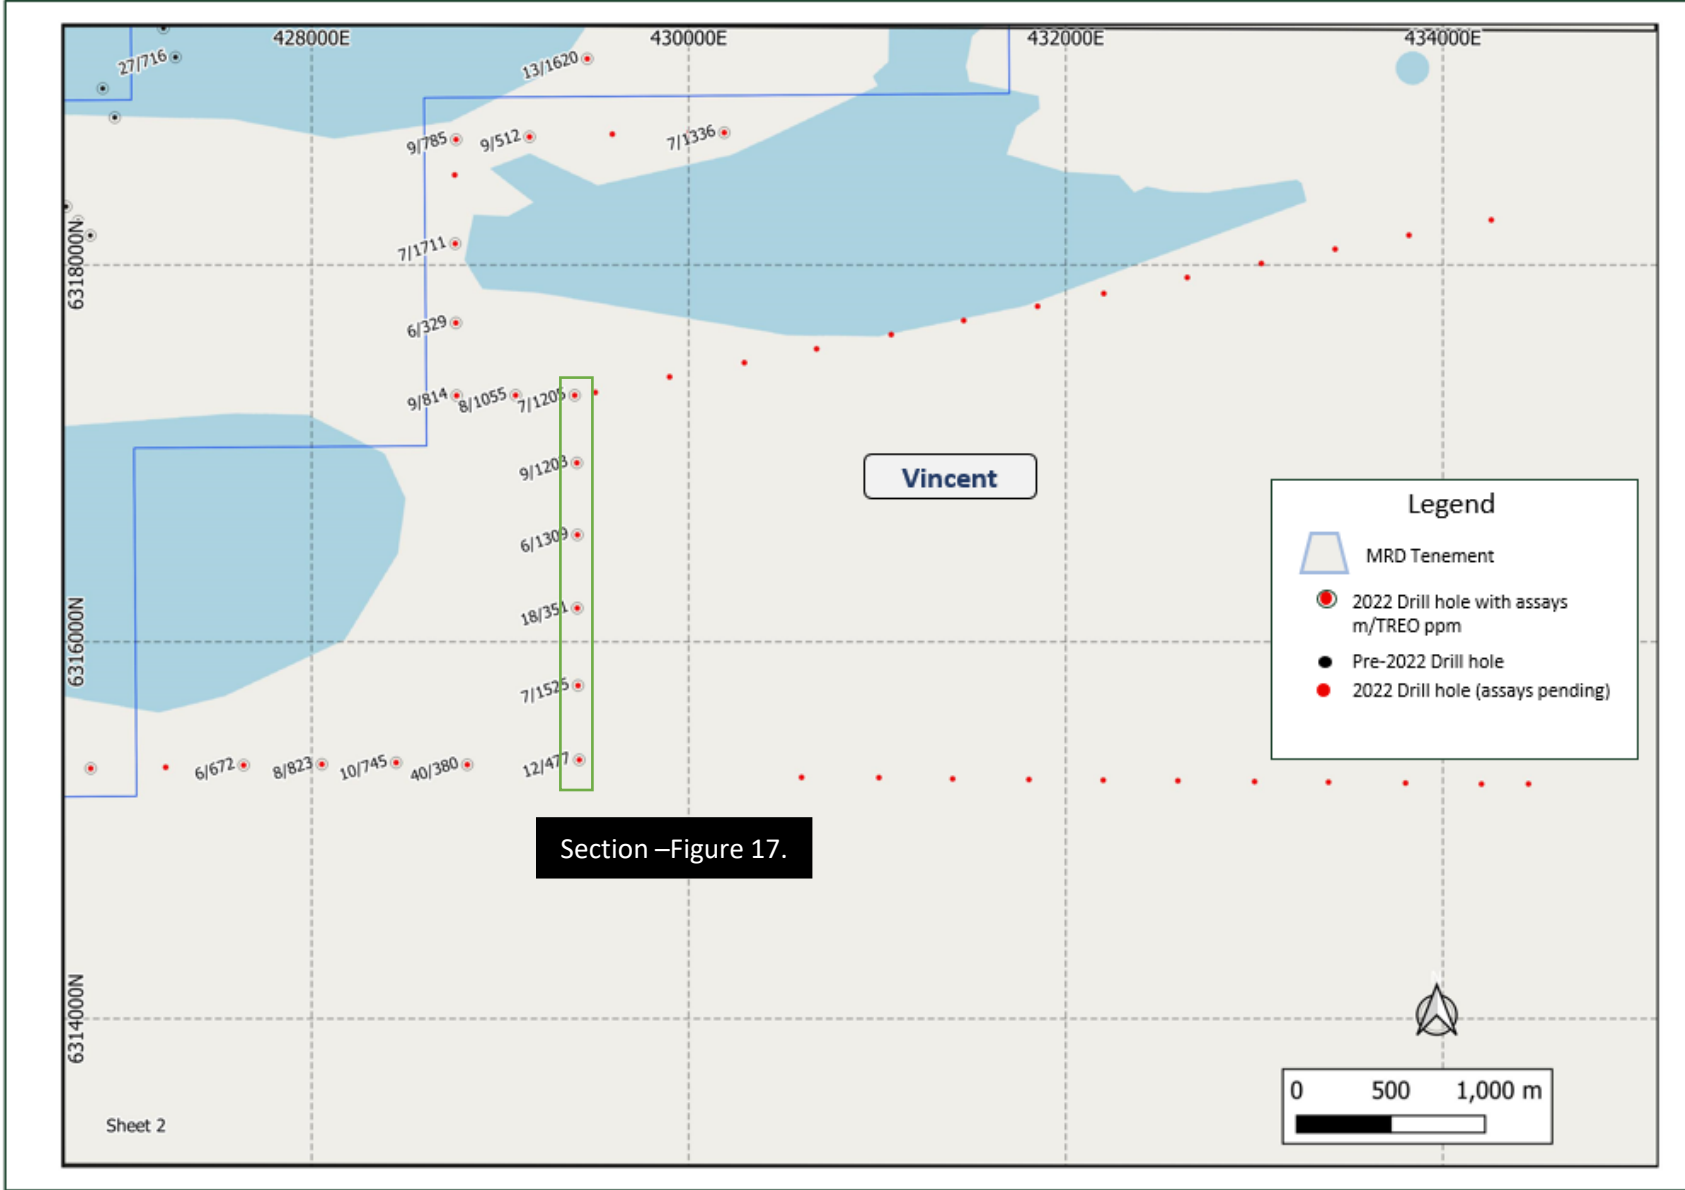 428000E
430000E
432000E
434000E
27/716
13/1620
9/785
9/512
7/1336
6318000N
7/1711
6/329
9/814
8/1055
7/1205
9/1203
Vincent
6/1309
18/351
6316000N
7/1525
6/672
8/823
10/745
40/380
12/477
Legend
MRD Tenement
2022 Drill hole with assays
m/TREO ppm
Pre-2022 Drill hole
2022 Drill hole (assays pending)
Section –Figure 17.
6314000N
N
0 500 1,000 m
Sheet 2